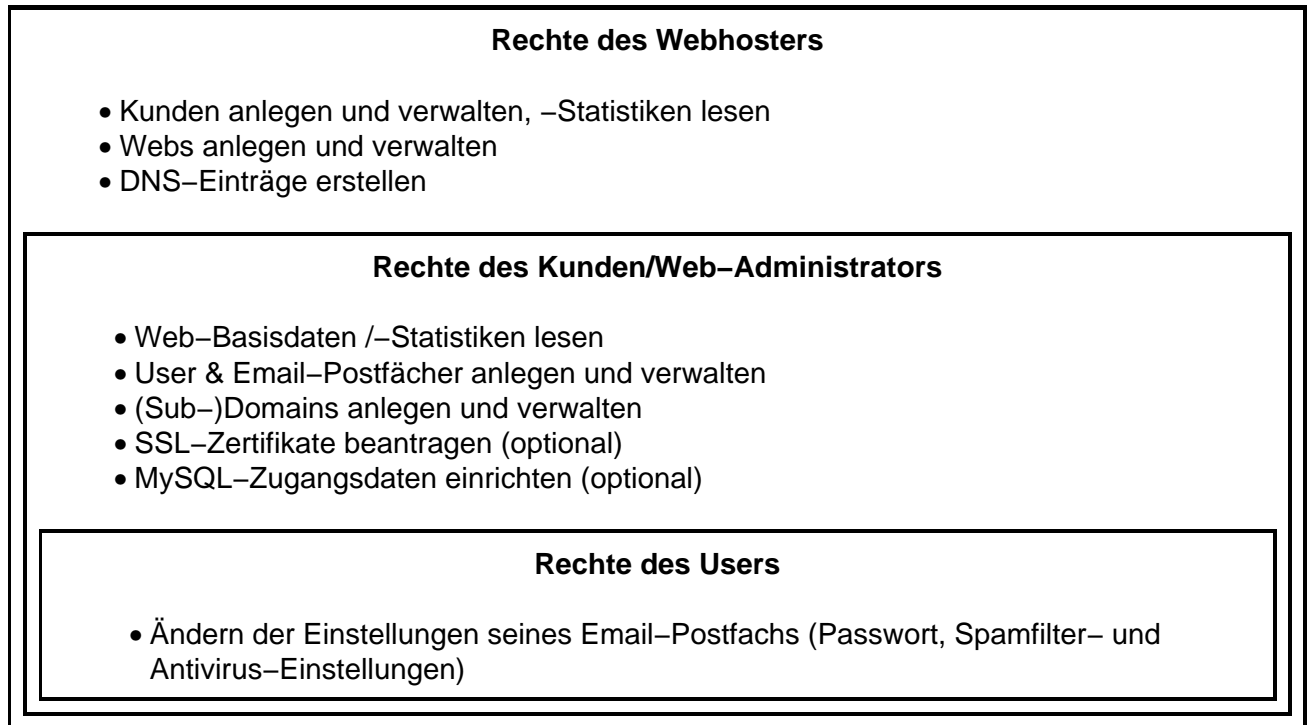 Rechte des Webhosters
• Kunden anlegen und verwalten, −Statistiken lesen
• Webs anlegen und verwalten
• DNS−Einträge erstellen
Rechte des Kunden/Web−Administrators
• Web−Basisdaten /−Statistiken lesen
• User & Email−Postfächer anlegen und verwalten
• (Sub−)Domains anlegen und verwalten
• SSL−Zertifikate beantragen (optional)
• MySQL−Zugangsdaten einrichten (optional)
Rechte des Users
• Ändern der Einstellungen seines Email−Postfachs (Passwort, Spamfilter− und
Antivirus−Einstellungen)